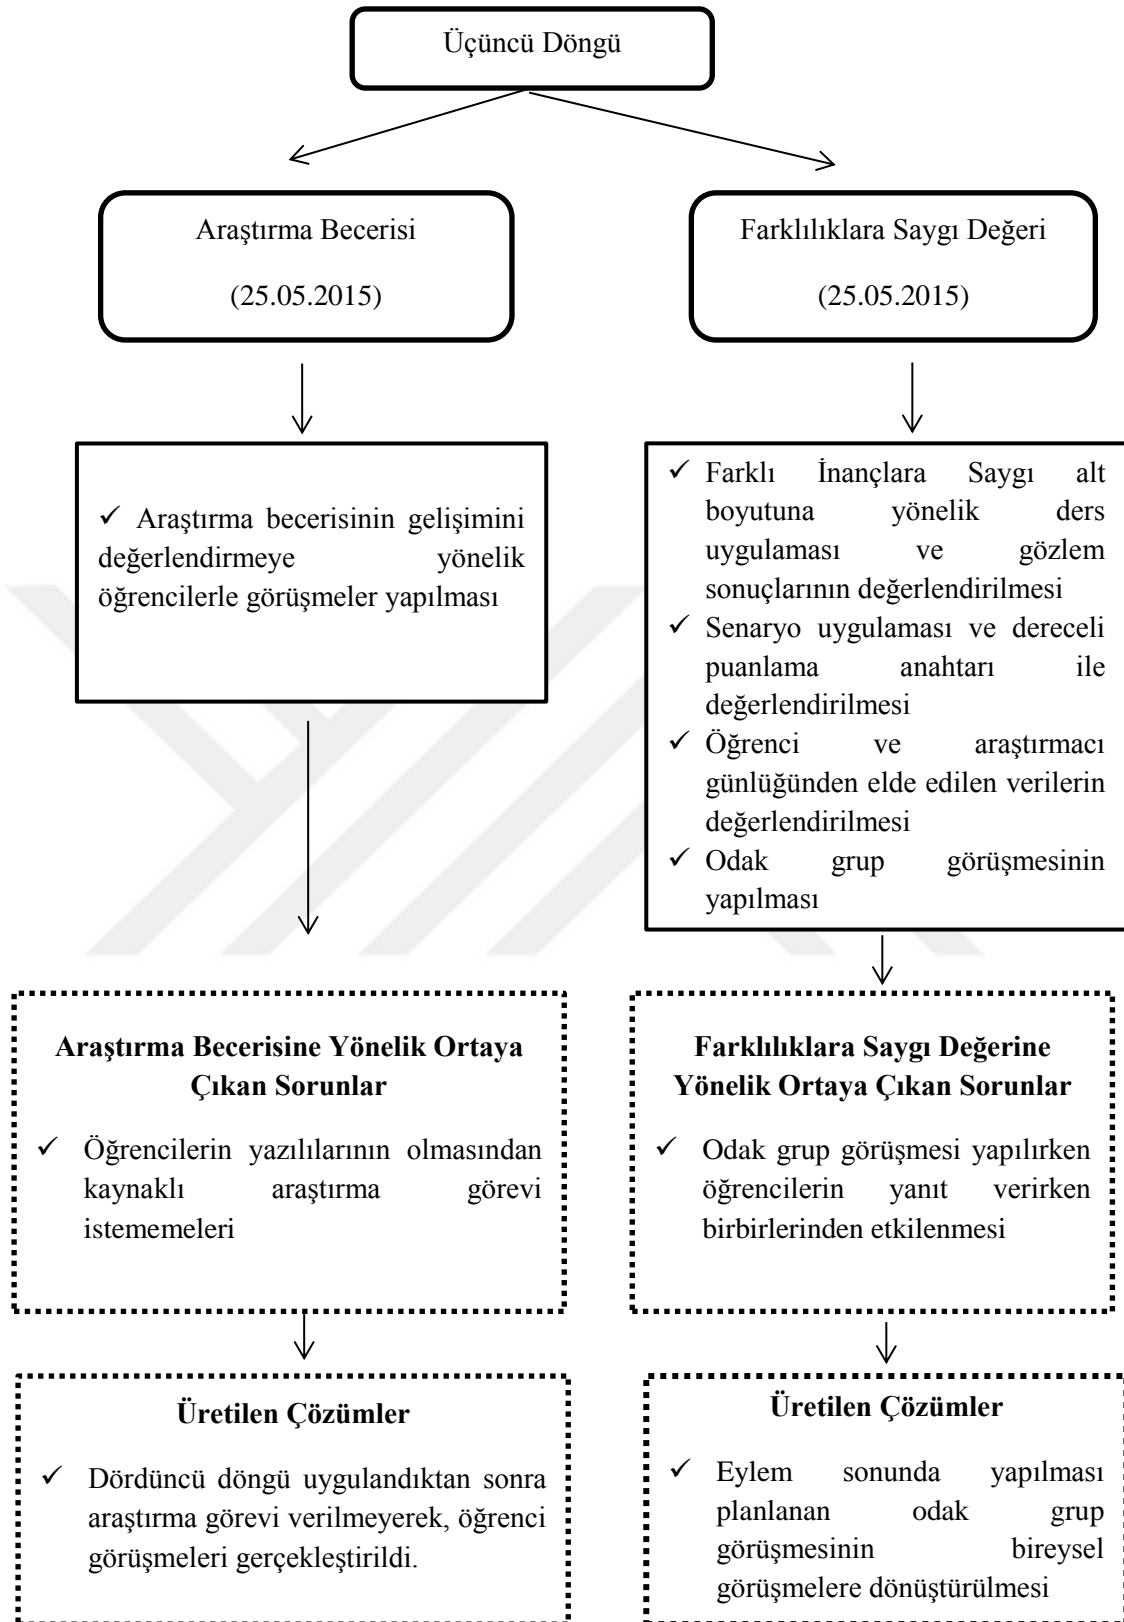 Üçüncü Döngü
Araştırma Becerisi
(25.05.2015)
Farklılıklara Saygı Değeri
(25.05.2015)
✓ Araştırma becerisinin gelişimini
değerlendirmeye yönelik
öğrencilerle görüşmeler yapılması
✓ Farklı İnançlara Saygı alt
boyutuna yönelik ders
uygulaması ve gözlem
sonuçlarının değerlendirilmesi
✓ Senaryo uygulaması ve dereceli
puanlama anahtarı ile
değerlendirilmesi
✓ Öğrenci ve araştırmacı
günlüğünden elde edilen verilerin
değerlendirilmesi
✓ Odak grup görüşmesinin
yapılması
Araştırma Becerisine Yönelik Ortaya
Çıkan Sorunlar
✓ Öğrencilerin yazılılarının olmasından
kaynaklı araştırma görevi
istememeleri
Farklılıklara Saygı Değerine
Yönelik Ortaya Çıkan Sorunlar
✓ Odak grup görüşmesi yapılırken
öğrencilerin yanıt verirken
birbirlerinden etkilenmesi
Üretilen Çözümler
✓ Dördüncü döngü uygulandıktan sonra
araştırma görevi verilmeyerek, öğrenci
görüşmeleri gerçekleştirildi.
Üretilen Çözümler
✓ Eylem sonunda yapılması
planlanan odak grup
görüşmesinin bireysel
görüşmelere dönüştürülmesi